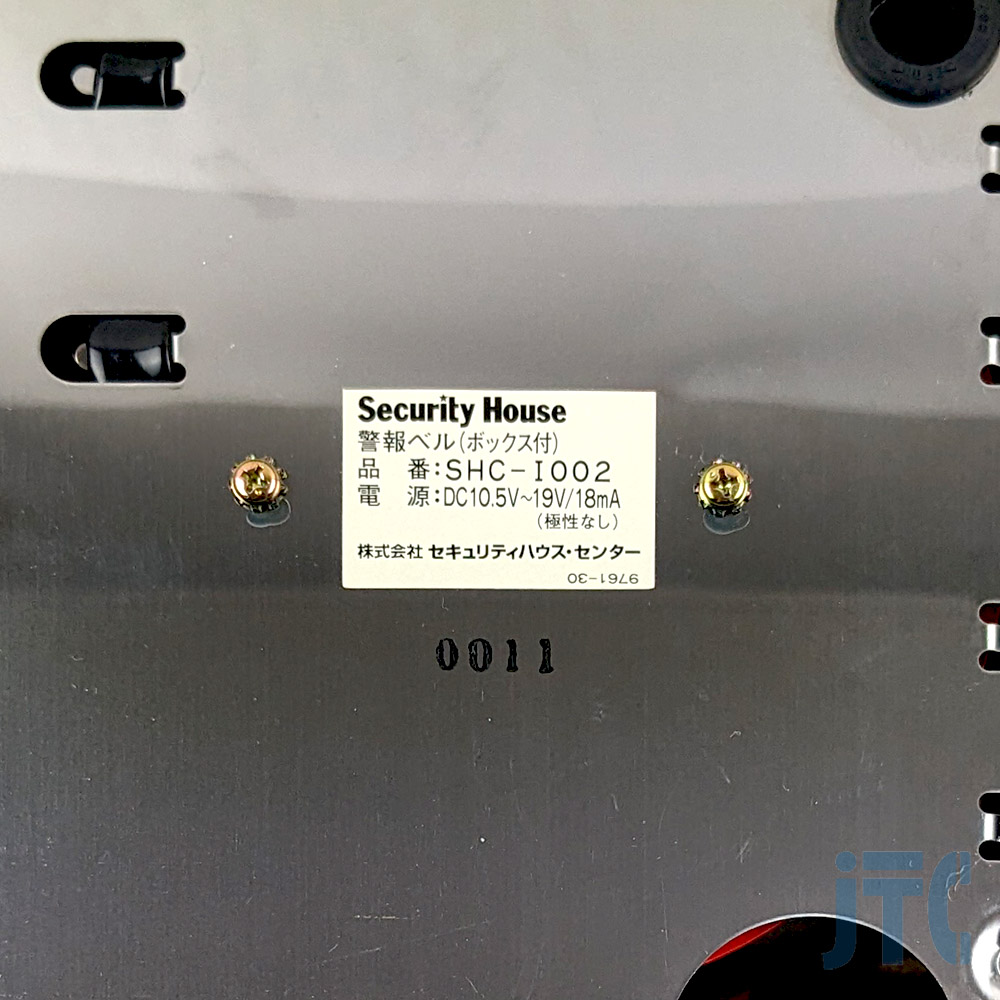 Security House
警報ベル(ボックス付)
品 番:SHC-I002
電 源:DC10.5V~19V/18mA
(極性なし)
株式会社 セキュリティハウス・センター
9761-30
0011
jTC